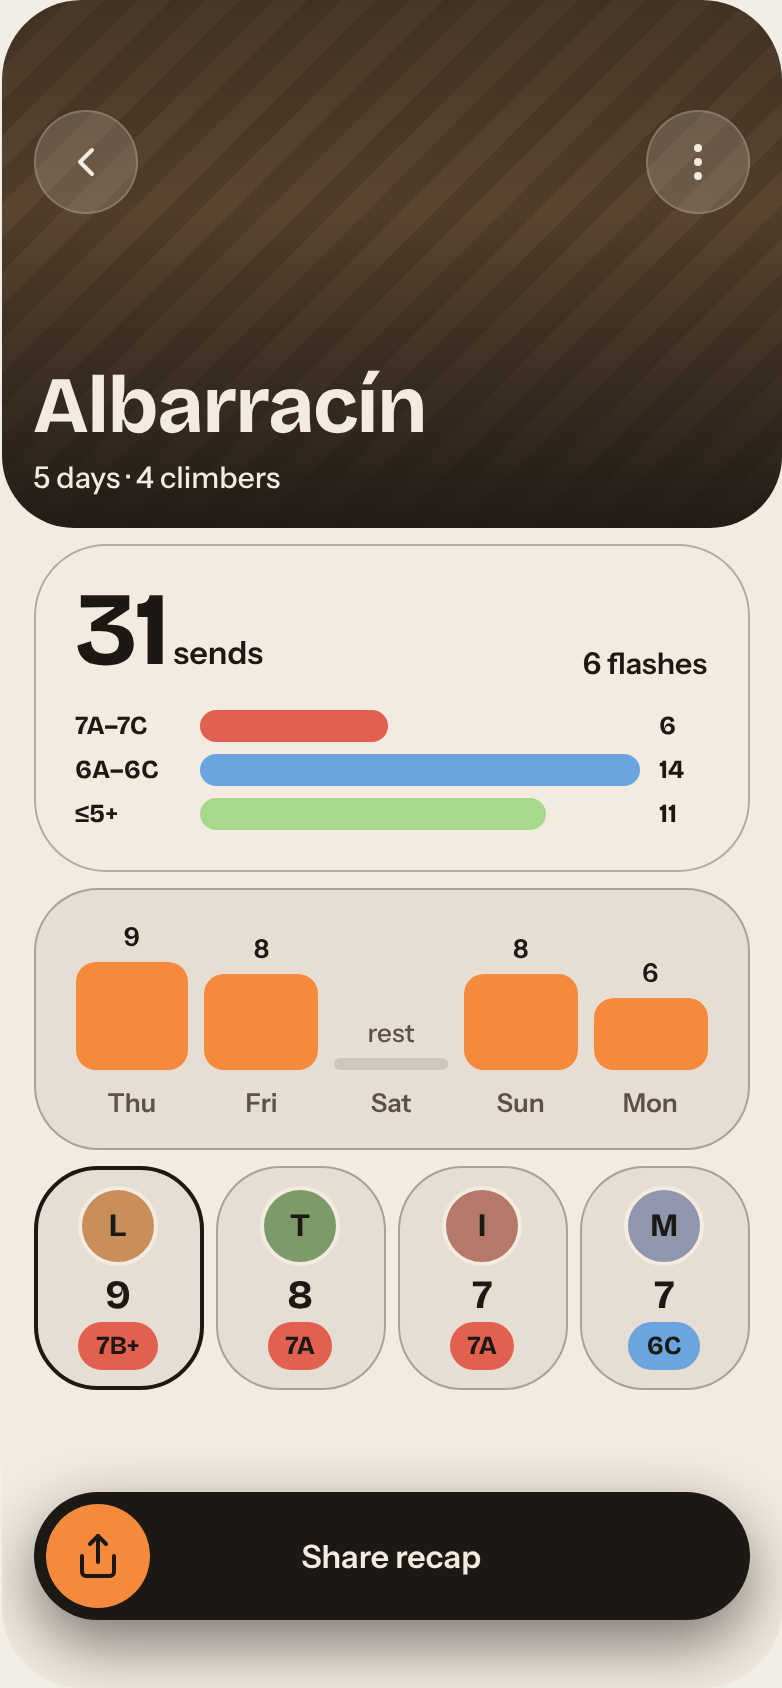 Albarracín
5 days · 4 climbers
31 sends
6 flashes
7A–7C 6
6A–6C 14
≤5+ 11
9 8 rest 8 6
Thu Fri Sat Sun Mon
L T I M
9 8 7 7
7B+ 7A 7A 6C
Share recap